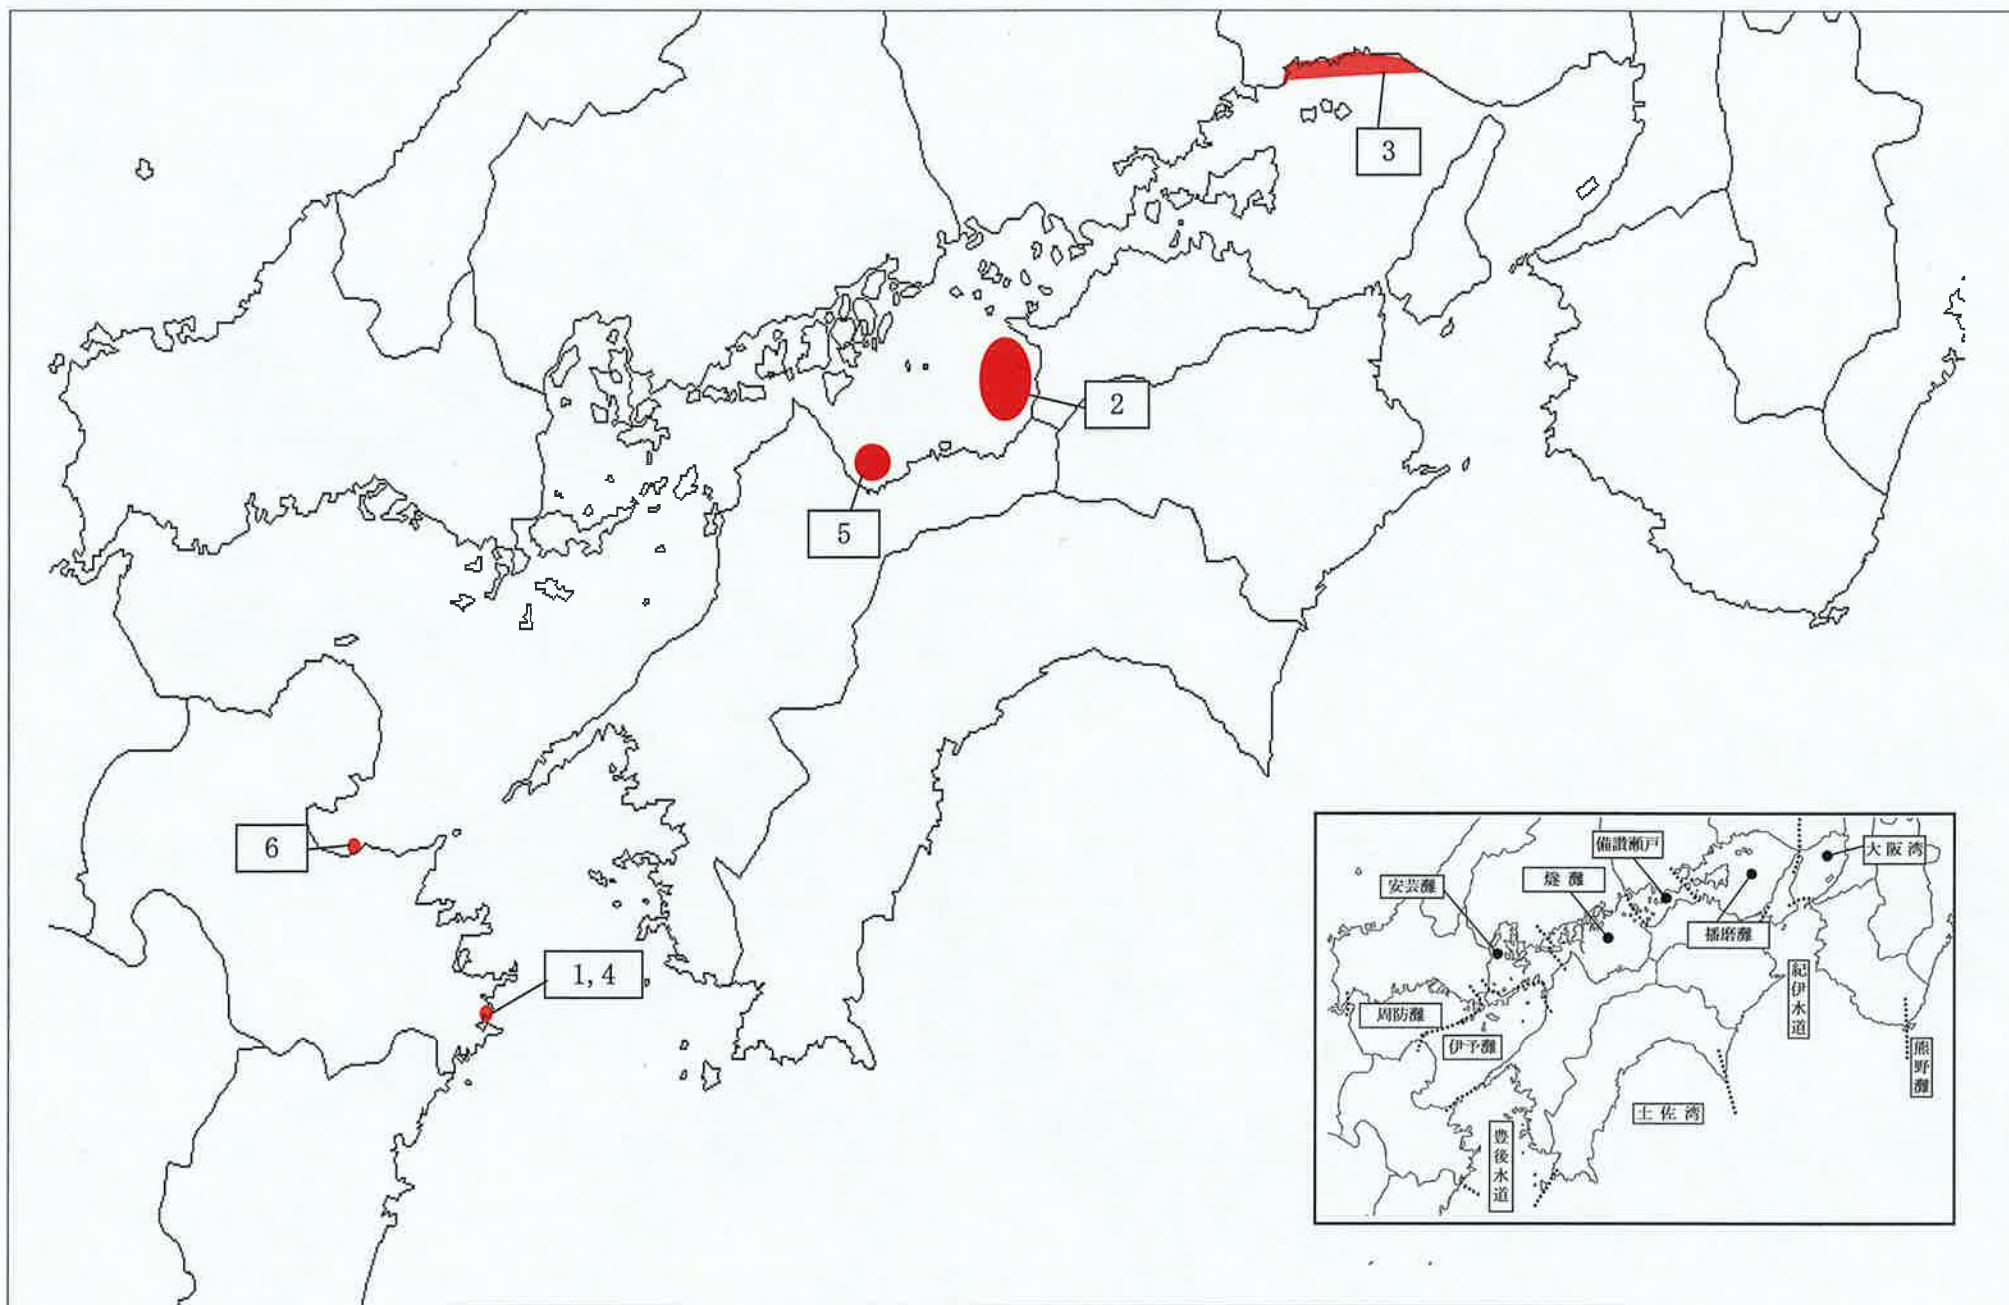 3
2
5
6
1, 4
備讃瀬戸
大阪湾
燧灘
安芸灘
播磨灘
紀伊水道
周防灘
伊予灘
熊野灘
土佐湾
豊後水道